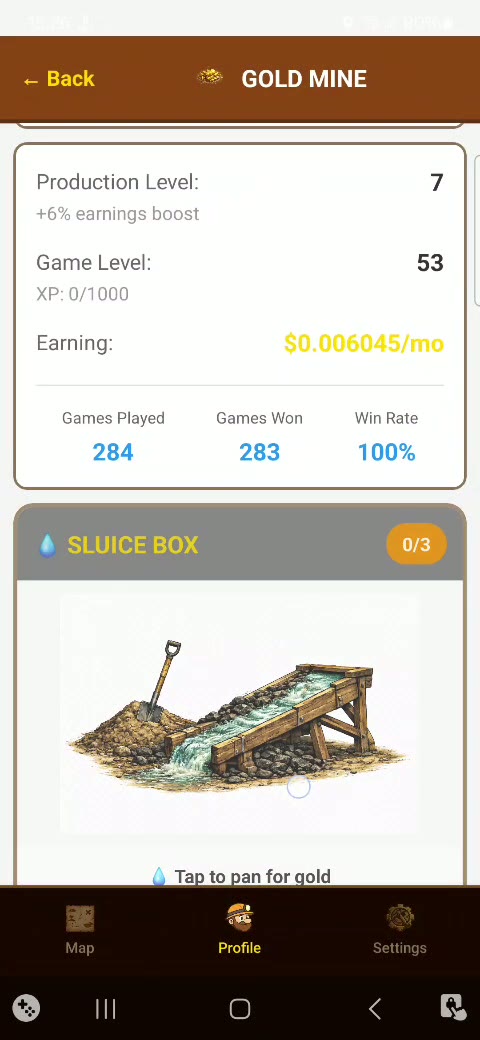 ← Back
GOLD MINE
Production Level:
7
+6% earnings boost
Game Level:
53
XP: 0/1000
Earning:
$0.006045/mo
Games Played Games Won Win Rate
284 283 100%
💧 SLUICE BOX
0/3
💧 Tap to pan for gold
Map Profile Settings